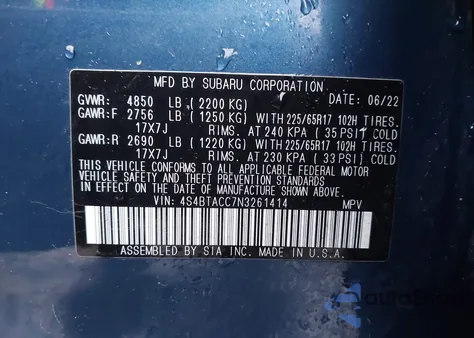 MFD. BY SUBARU CORPORATION
GVWR: 4850 LB (2200 KG) DATE: 06/22
GAWR:F 2756 LB (1250 KG) WITH 225/65R17 102H TIRES.
17X7J RIMS. AT 240 KPA (35 PSI) COLD
GAWR:R 2690 LB (1220 KG) WITH 225/65R17 102H TIRES.
17X7J RIMS. AT 230 KPA (33 PSI) COLD
THIS VEHICLE CONFORMS TO ALL APPLICABLE FEDERAL MOTOR
VEHICLE SAFETY AND THEFT PREVENTION STANDARDS
IN EFFECT ON THE DATE OF MANUFACTURE SHOWN ABOVE.
VIN: 4S4BTACC7N3261414 MPV
ASSEMBLED BY SIA INC. MADE IN U.S.A.